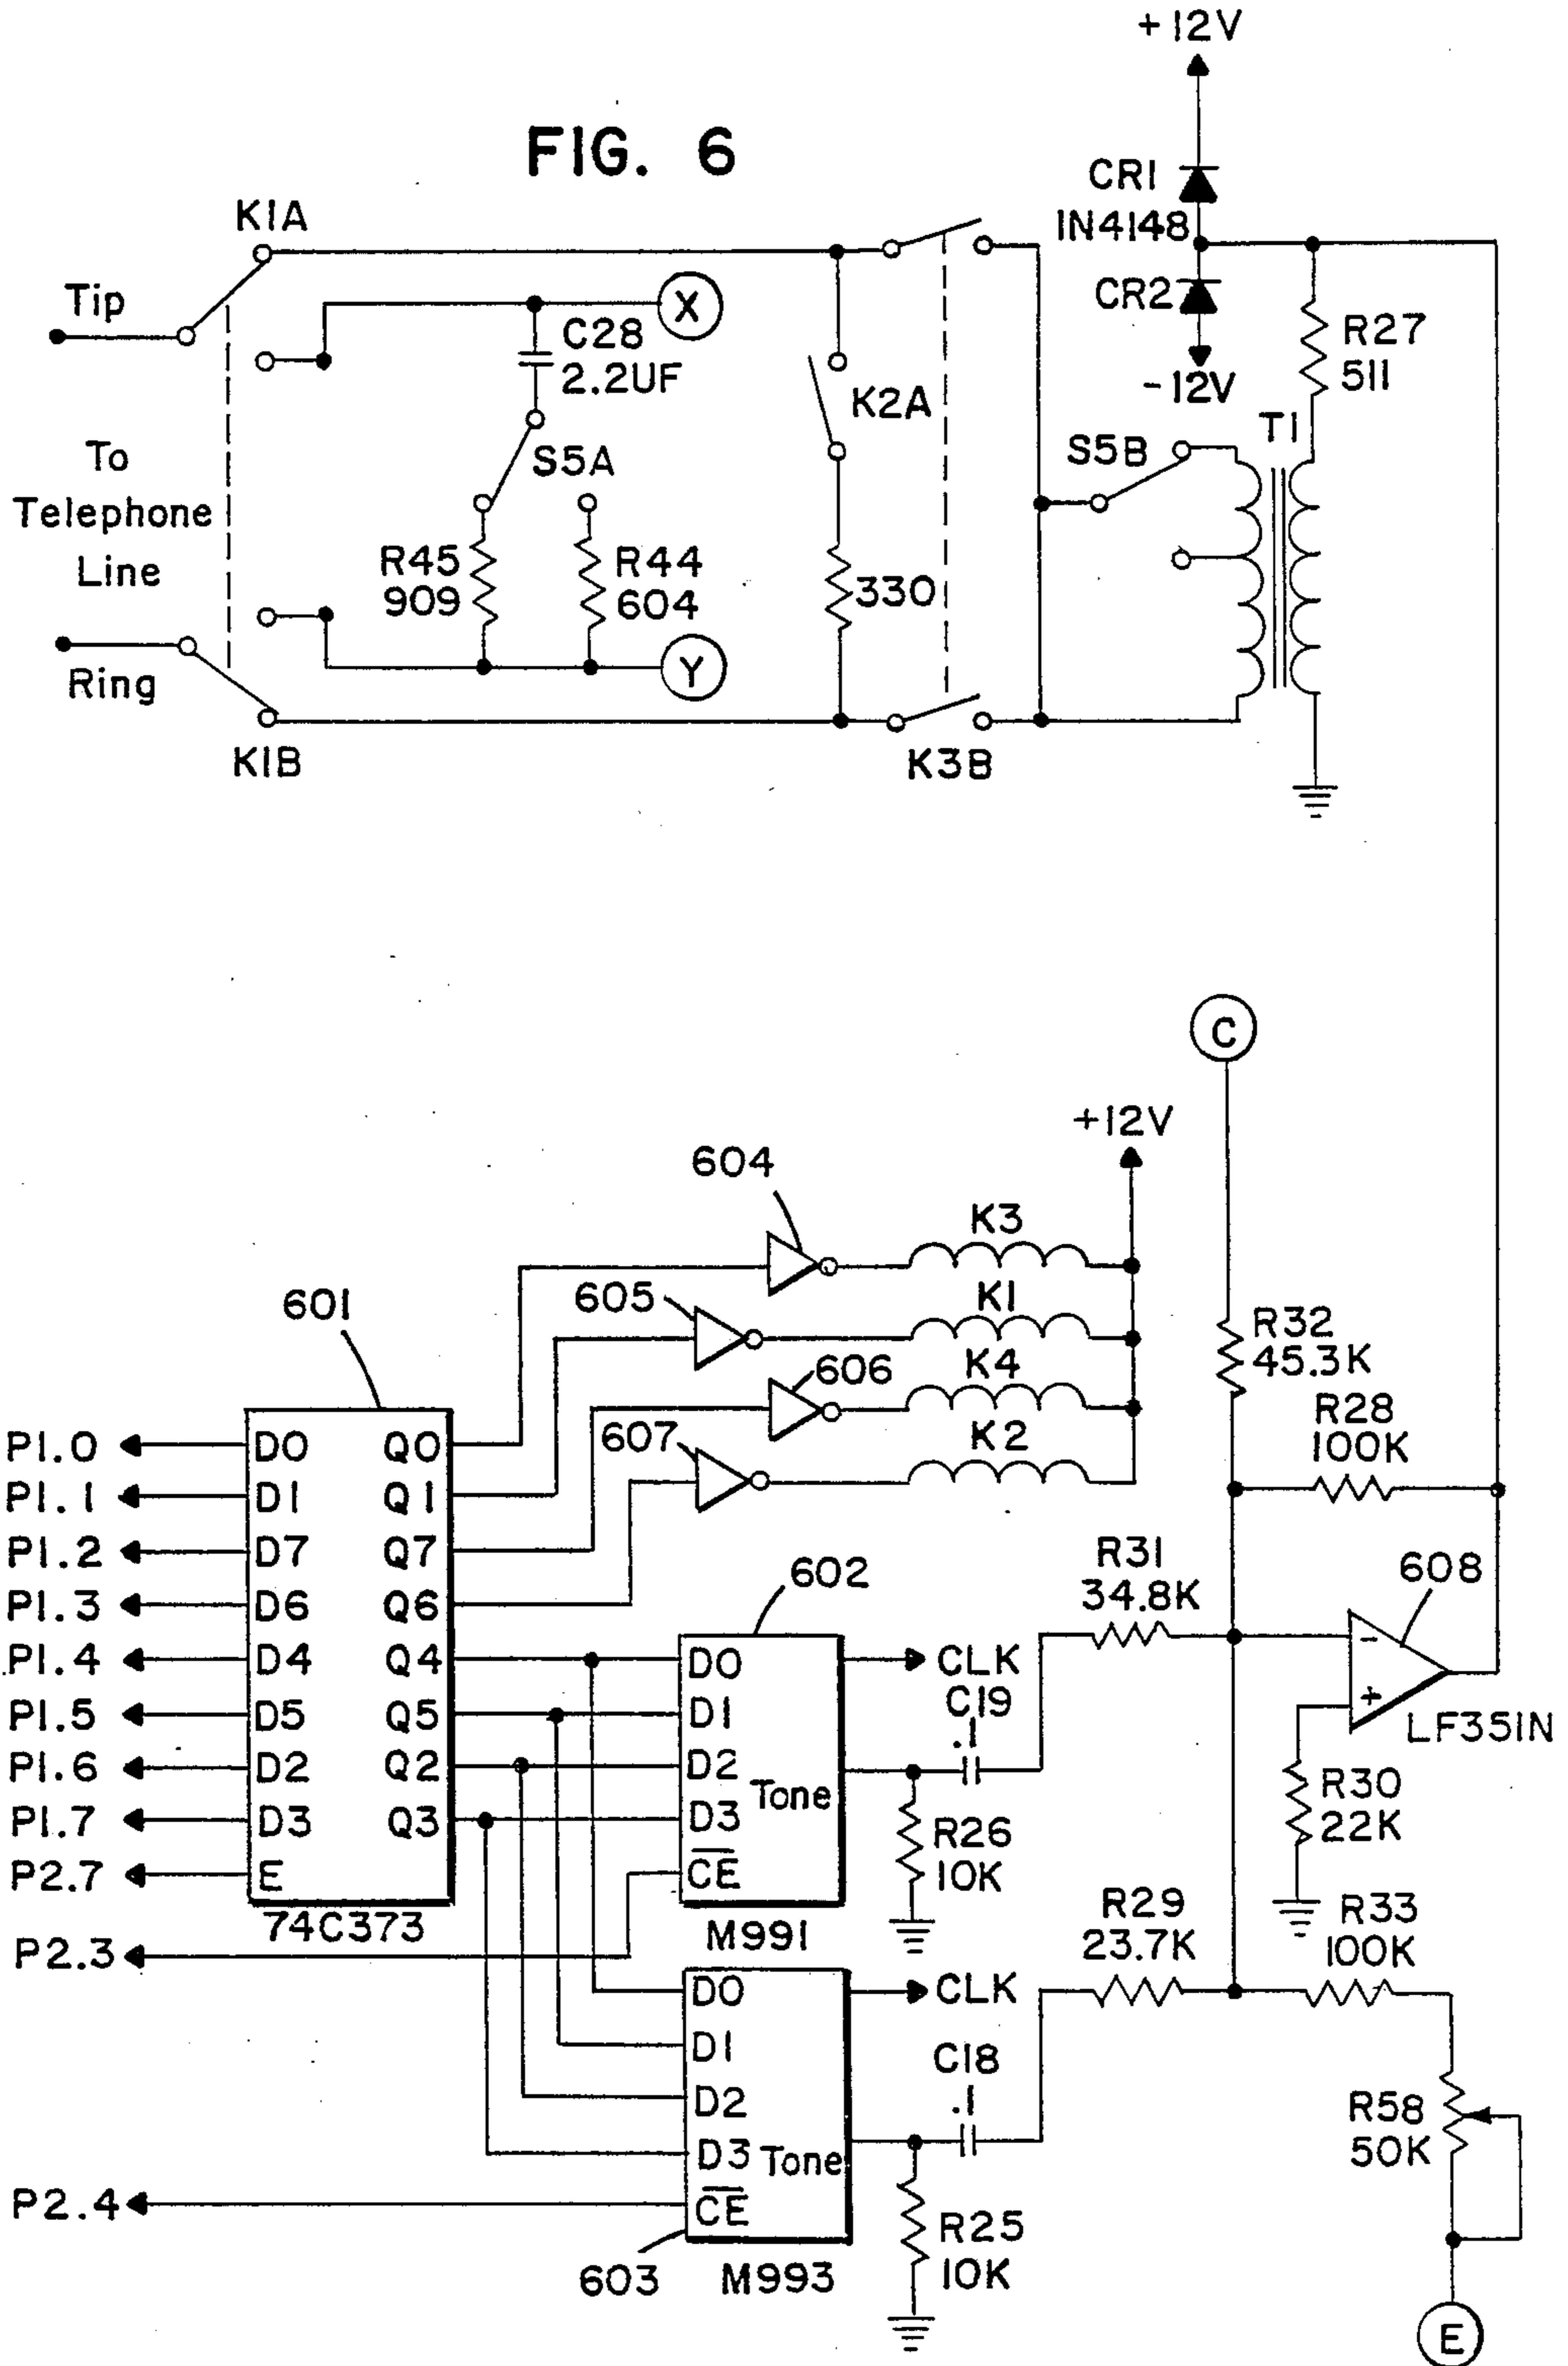 +12V
FIG. 6
CR1
1N4148
K1A
Tip
X
C28
2.2UF
CR2
-12V
R27
511
K2A
T1
S5B
To
Telephone
Line
S5A
R45
909
R44
604
330
Ring
Y
K1B
K3B
C
+12V
604
K3
601
605
K1
R32
45.3K
606
K4
R28
100K
607
K2
P1.0 D0 Q0
P1.1 D1 Q1
P1.2 D7 Q7
P1.3 D6 Q6
P1.4 D4 Q4
P1.5 D5 Q5
P1.6 D2 Q2
P1.7 D3 Q3
P2.7 E
74C373
602
D0
D1
D2
Tone
D3
CE
M991
CLK
C19
.1
R31
34.8K
608
-
+
LF351N
R26
10K
R30
22K
P2.3
R29
23.7K
R33
100K
D0
D1
D2
D3 Tone
CE
CLK
C18
.1
R58
50K
P2.4
R25
10K
603
M993
E